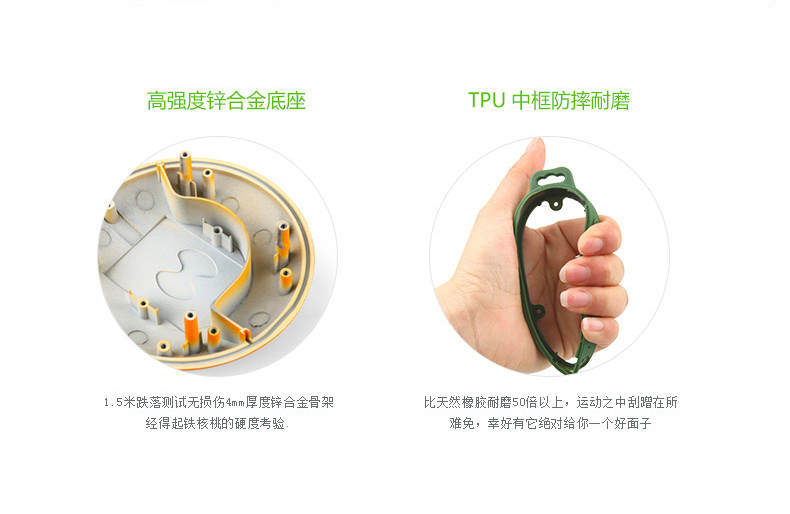 高强度锌合金底座
TPU 中框防摔耐磨
1.5米跌落测试无损伤4mm厚度锌合金骨架
经得起铁核桃的硬度考验.
比天然橡胶耐磨50倍以上，运动之中刮蹭在所
难免，幸好有它绝对给你一个好面子